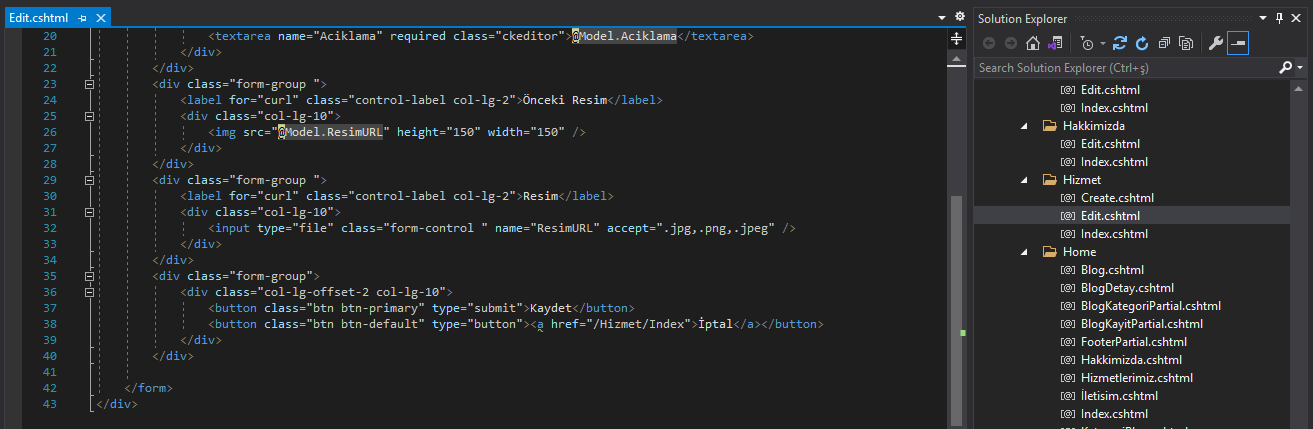 Edit.cshtml
20 <textarea name="Aciklama" required class="ckeditor">@Model.Aciklama</textarea>
21 </div>
22 </div>
23 <div class="form-group ">
24 <label for="curl" class="control-label col-lg-2">Önceki Resim</label>
25 <div class="col-lg-10">
26 <img src="@Model.ResimURL" height="150" width="150" />
27 </div>
28 </div>
29 <div class="form-group ">
30 <label for="curl" class="control-label col-lg-2">Resim</label>
31 <div class="col-lg-10">
32 <input type="file" class="form-control " name="ResimURL" accept=".jpg,.png,.jpeg" />
33 </div>
34 </div>
35 <div class="form-group">
36 <div class="col-lg-offset-2 col-lg-10">
37 <button class="btn btn-primary" type="submit">Kaydet</button>
38 <button class="btn btn-default" type="button"><a href="/Hizmet/Index">İptal</a></button>
39 </div>
40 </div>
41
42 </form>
43 </div>
Solution Explorer
Search Solution Explorer (Ctrl+ş)
Edit.cshtml
Index.cshtml
Hakkimizda
Edit.cshtml
Index.cshtml
Hizmet
Create.cshtml
Edit.cshtml
Index.cshtml
Home
Blog.cshtml
BlogDetay.cshtml
BlogKategoriPartial.cshtml
BlogKayitPartial.cshtml
FooterPartial.cshtml
Hakkimizda.cshtml
Hizmetlerimiz.cshtml
İletisim.cshtml
Index.cshtml